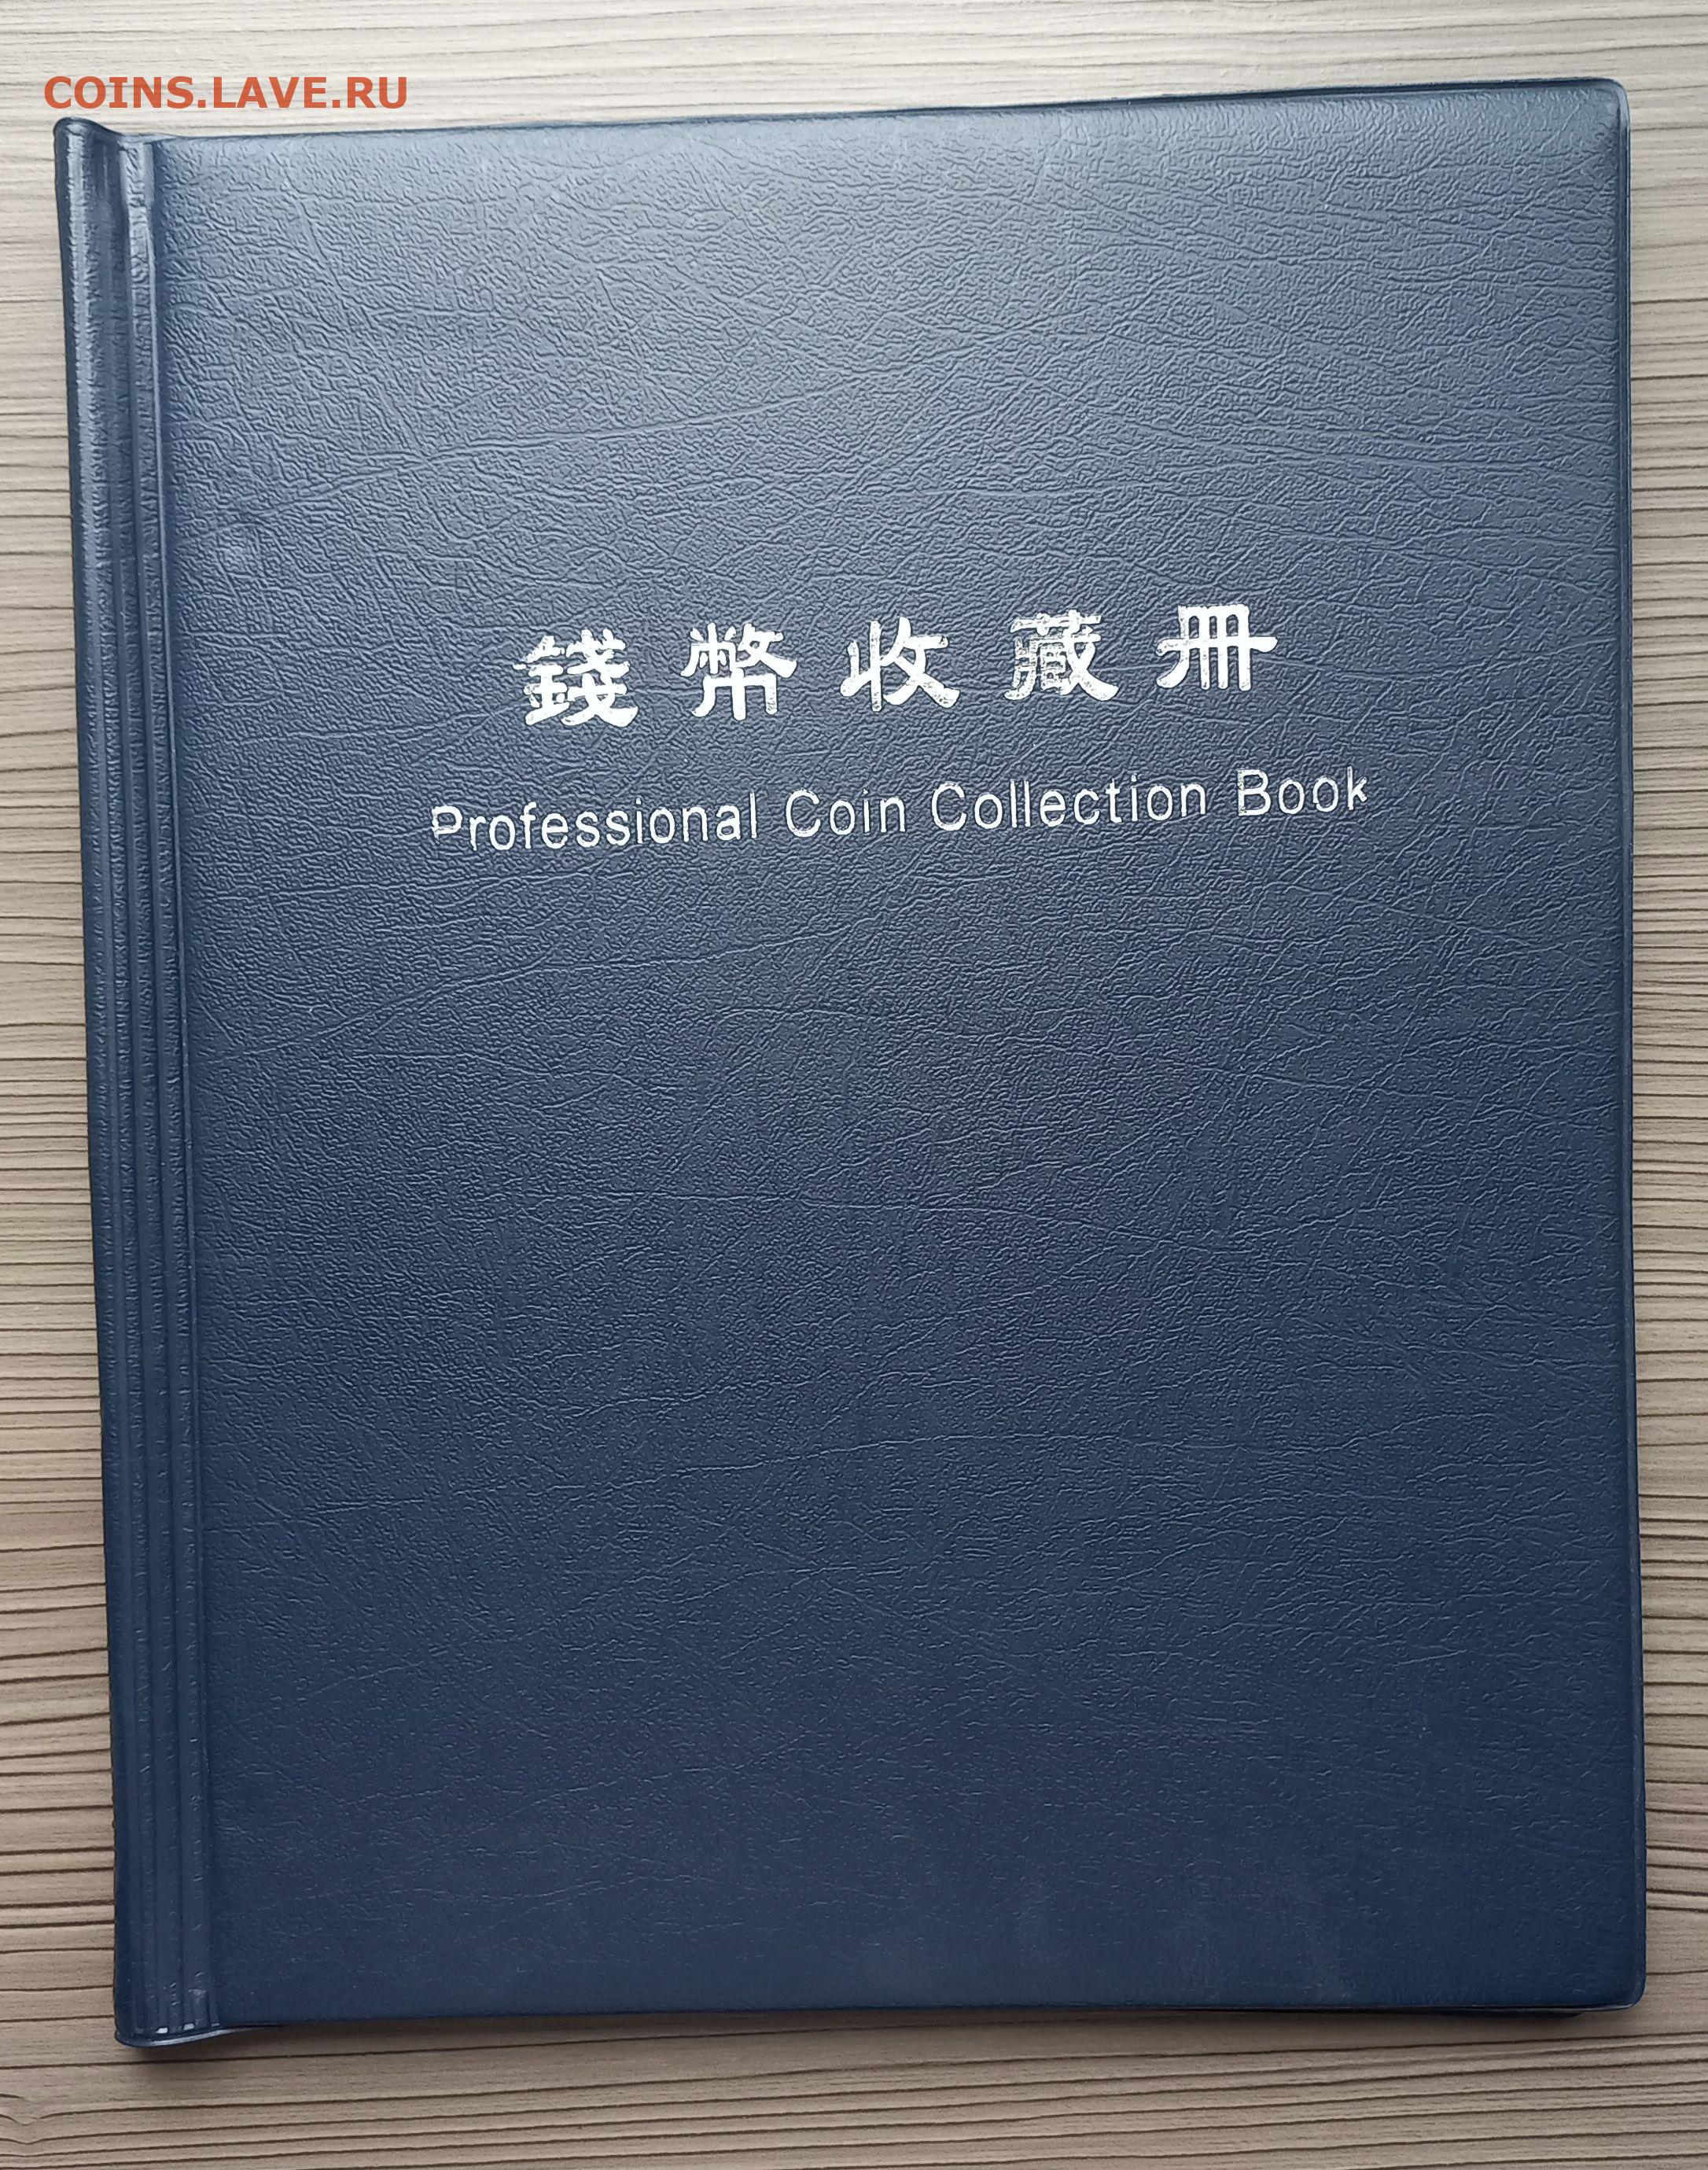 COINS.LAVE.RU
錢幣收藏冊
Professional Coin Collection Book